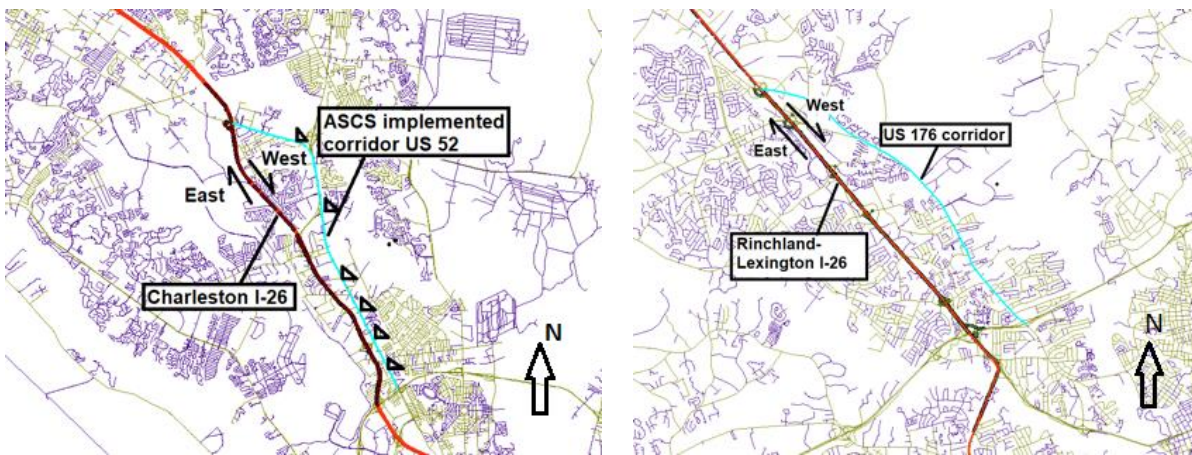 ASCS implemented
corridor US 52
West
East
Charleston I-26
N
West
East
US 176 corridor
Rinchland-
Lexington I-26
N